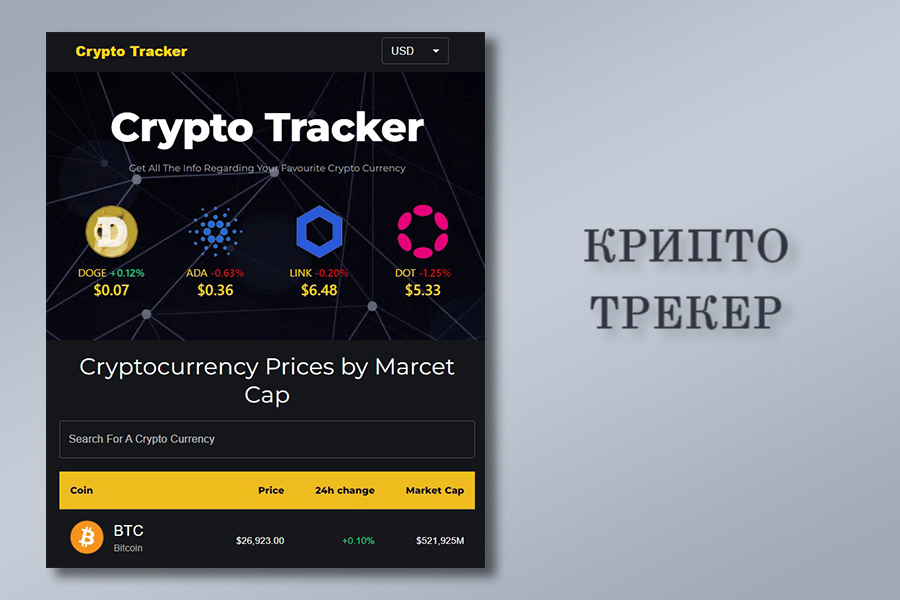 Crypto Tracker
USD
Crypto Tracker
Get All The Info Regarding Your Favourite Crypto Currency
DOGE +0.12%
$0.07
ADA -0.63%
$0.36
LINK -0.20%
$6.48
DOT -1.25%
$5.33
Cryptocurrency Prices by Marcet
Cap
Search For A Crypto Currency
Coin Price 24h change Market Cap
BTC
Bitcoin
$26,923.00 +0.10% $521,925M
КРИПТО
ТРЕКЕР